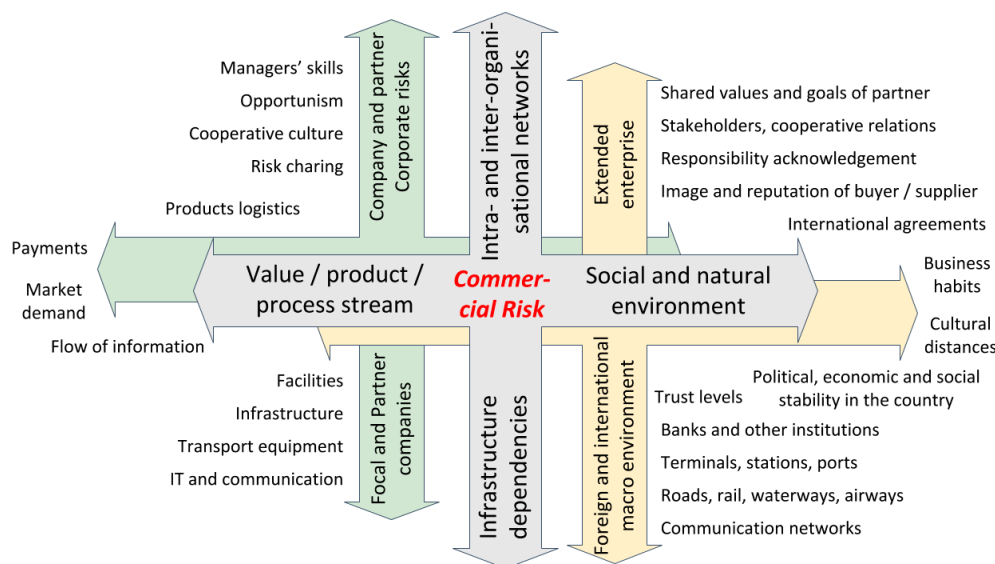 Managers’ skills
Opportunism
Cooperative culture
Risk charing
Products logistics
Payments
Market
demand
Flow of information
Company and partner
Corporate risks
Intra- and inter-organi-
sational networks
Extended
enterprise
Shared values and goals of partner
Stakeholders, cooperative relations
Responsibility acknowledgement
Image and reputation of buyer / supplier
International agreements
Business
habits
Cultural
distances
Value / product /
process stream
Commer-
cial Risk
Social and natural
environment
Facilities
Infrastructure
Transport equipment
IT and communication
Focal and Partner
companies
Infrastructure
dependencies
Foreign and international
macro environment
Trust levels
Political, economic and social
stability in the country
Banks and other institutions
Terminals, stations, ports
Roads, rail, waterways, airways
Communication networks